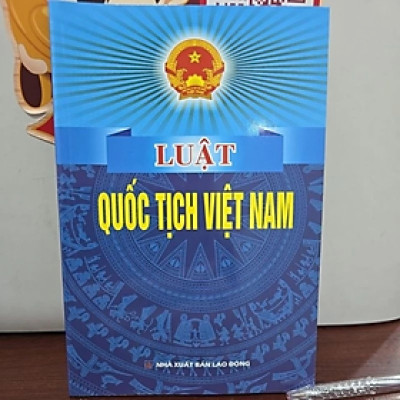 LUẬT
QUỐC TỊCH VIỆT NAM
NHÀ XUẤT BẢN LAO ĐỘNG